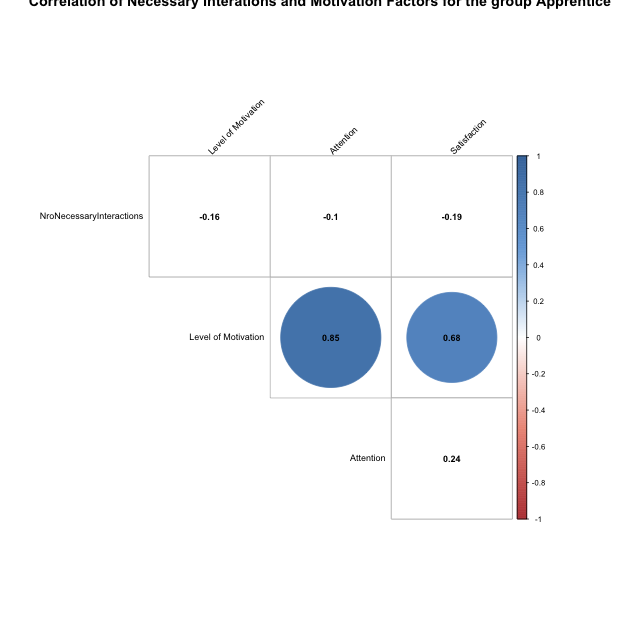 Correlation of Necessary Interations and Motivation Factors for the group Apprentice
Level of Motivation
Attention
Satisfaction
NroNecessaryInteractions
-0.16
-0.1
-0.19
Level of Motivation
0.85
0.68
Attention
0.24
1
0.8
0.6
0.4
0.2
0
-0.2
-0.4
-0.6
-0.8
-1